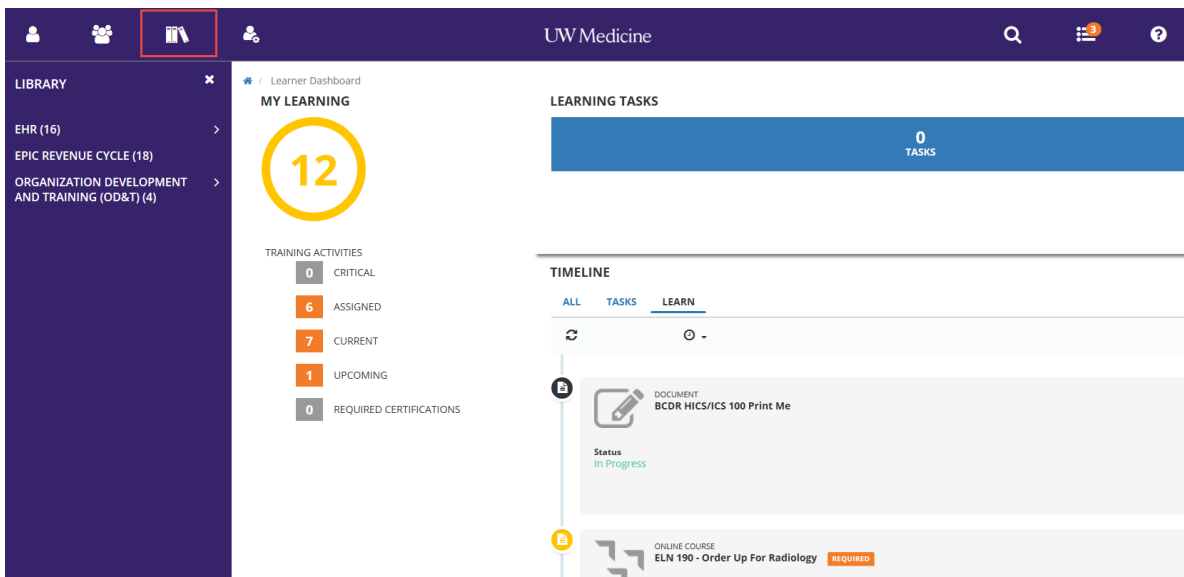 UW Medicine
3
LIBRARY
EHR (16)
EPIC REVENUE CYCLE (18)
ORGANIZATION DEVELOPMENT
AND TRAINING (OD&T) (4)
/ Learner Dashboard
MY LEARNING
12
TRAINING ACTIVITIES
0 CRITICAL
6 ASSIGNED
7 CURRENT
1 UPCOMING
0 REQUIRED CERTIFICATIONS
LEARNING TASKS
0
TASKS
TIMELINE
ALL TASKS LEARN
DOCUMENT
BCDR HICS/ICS 100 Print Me
Status
In Progress
ONLINE COURSE
ELN 190 - Order Up For Radiology REQUIRED